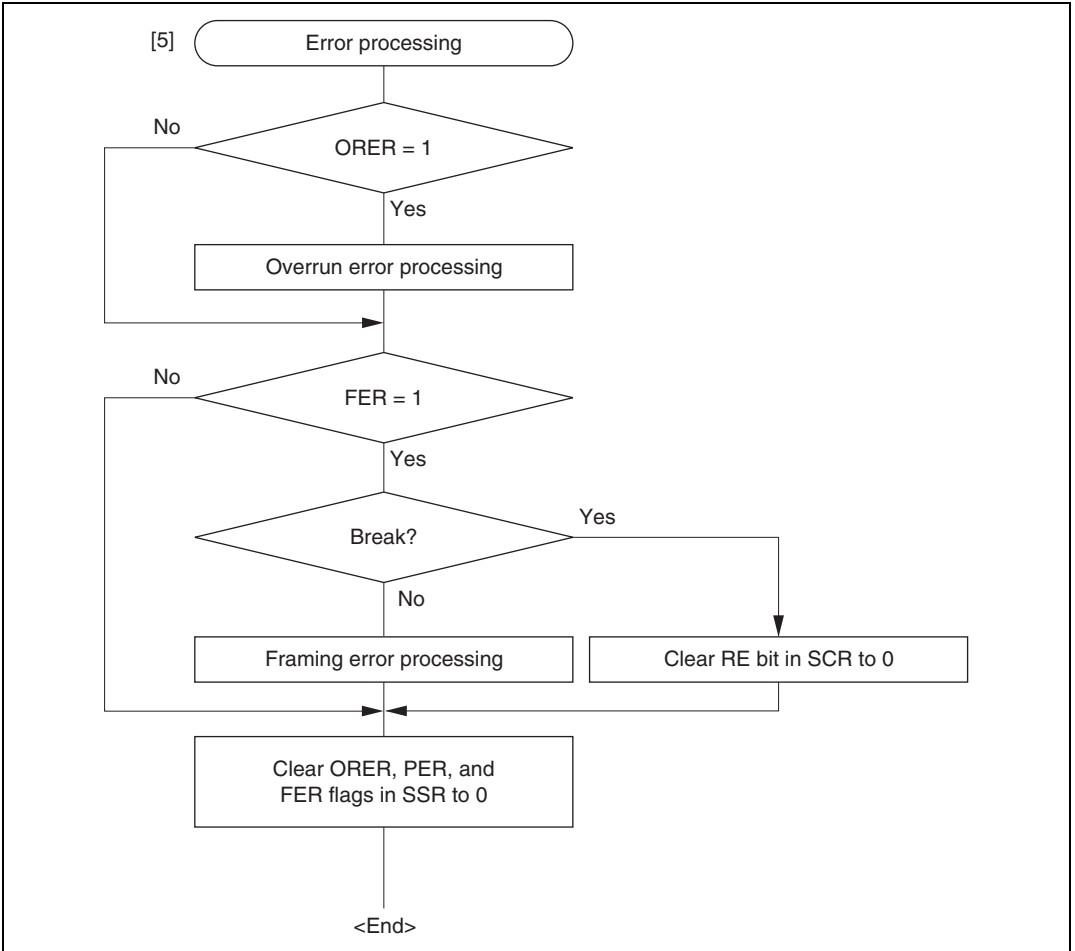 [5]
Error processing
No
ORER = 1
Yes
Overrun error processing
No
FER = 1
Yes
Break?
Yes
No
Framing error processing
Clear RE bit in SCR to 0
Clear ORER, PER, and
FER flags in SSR to 0
<End>